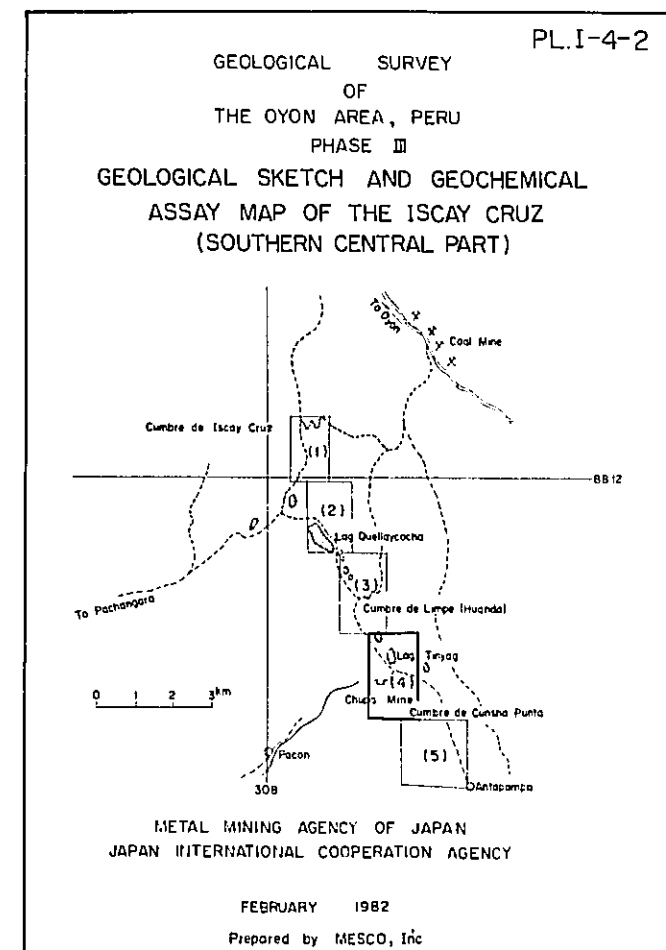 PL.I-4-2
GEOLOGICAL SURVEY
OF
THE OYON AREA, PERU
PHASE III
GEOLOGICAL SKETCH AND GEOCHEMICAL
ASSAY MAP OF THE ISCAY CRUZ
(SOUTHERN CENTRAL PART)
To Oyon
Coal Mine
Cumbre de Iscay Cruz
(1)
8812
(2)
Lag Quellaycocha
(3)
To Pachangara
Cumbre de Limpe (Huanda)
Lag Tinyag
0 1 2 3km
(4)
Chupa Mine
Cumbre de Cunsha Punta
Pacon
(5)
308
Antapampa
METAL MINING AGENCY OF JAPAN
JAPAN INTERNATIONAL COOPERATION AGENCY
FEBRUARY 1982
Prepared by MESCO, Inc